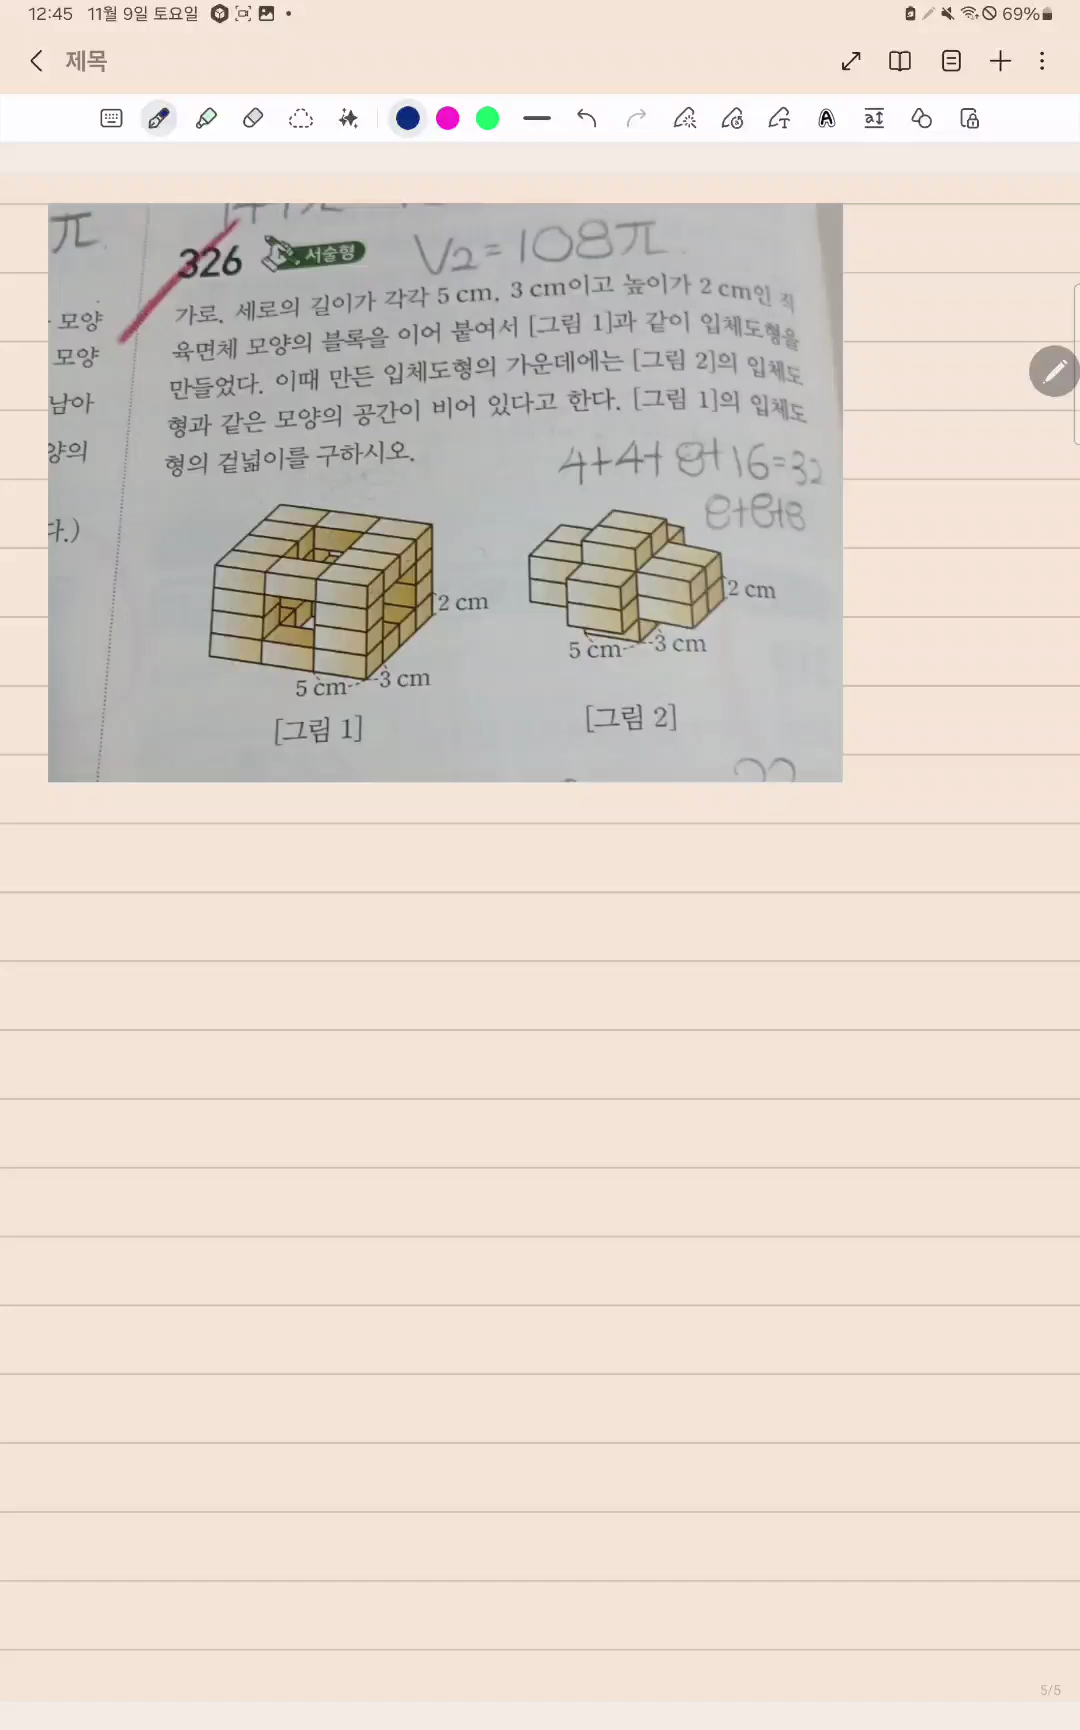 12:45 11월 9일 토요일
69%
제목
π
V2 = 108π
326 서술형
가로, 세로의 길이가 각각 5 cm, 3 cm이고 높이가 2 cm인 직
육면체 모양의 블록을 이어 붙여서 [그림 1]과 같이 입체도형을
만들었다. 이때 만든 입체도형의 가운데에는 [그림 2]의 입체도
형과 같은 모양의 공간이 비어 있다고 한다. [그림 1]의 입체도
형의 겉넓이를 구하시오.
모양
모양
남아
양의
다.)
4+4+8+16=32
8+8+8
2 cm
5 cm
3 cm
[그림 1]
2 cm
5 cm
3 cm
[그림 2]
5/5